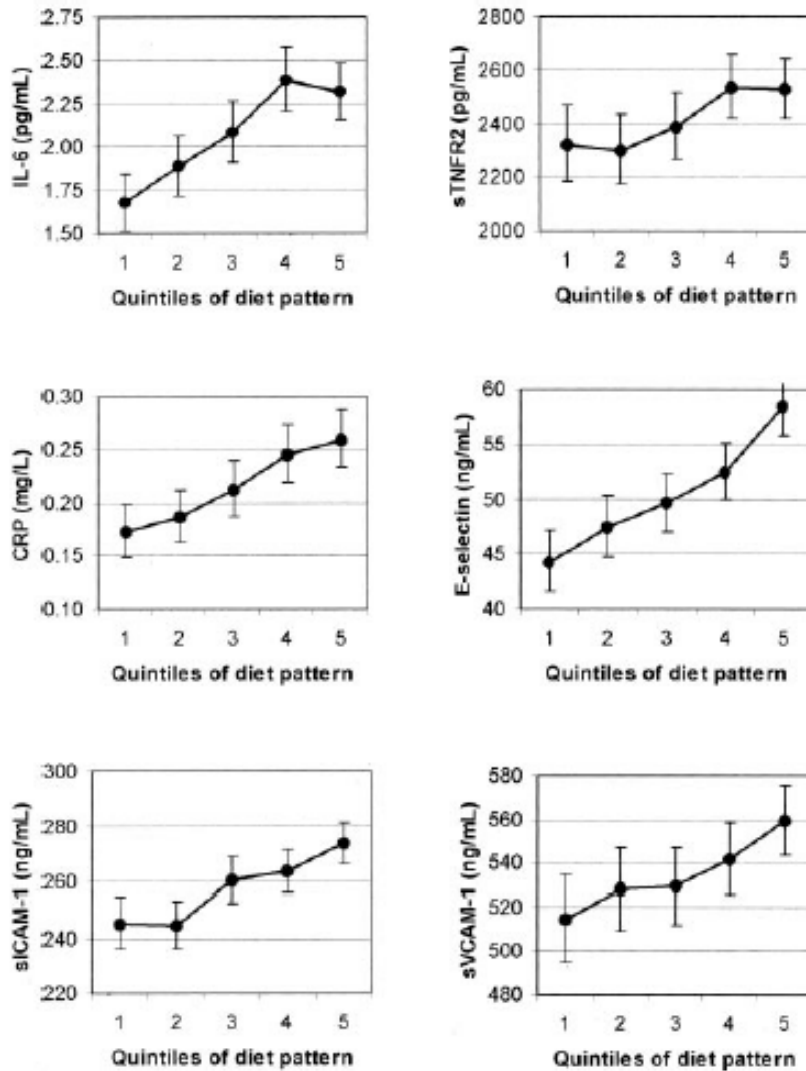 IL-6 (pg/mL)
2.75
2.50
2.25
2.00
1.75
1.50
1 2 3 4 5
Quintiles of diet pattern
sTNFR2 (pg/mL)
2800
2600
2400
2200
2000
1 2 3 4 5
Quintiles of diet pattern
CRP (mg/L)
0.30
0.25
0.20
0.15
0.10
1 2 3 4 5
Quintiles of diet pattern
E-selectin (ng/mL)
60
55
50
45
40
1 2 3 4 5
Quintiles of diet pattern
sICAM-1 (ng/mL)
300
270
260
240
220
1 2 3 4 5
Quintiles of diet pattern
sVCAM-1 (ng/mL)
580
560
540
520
500
480
1 2 3 4 5
Quintiles of diet pattern